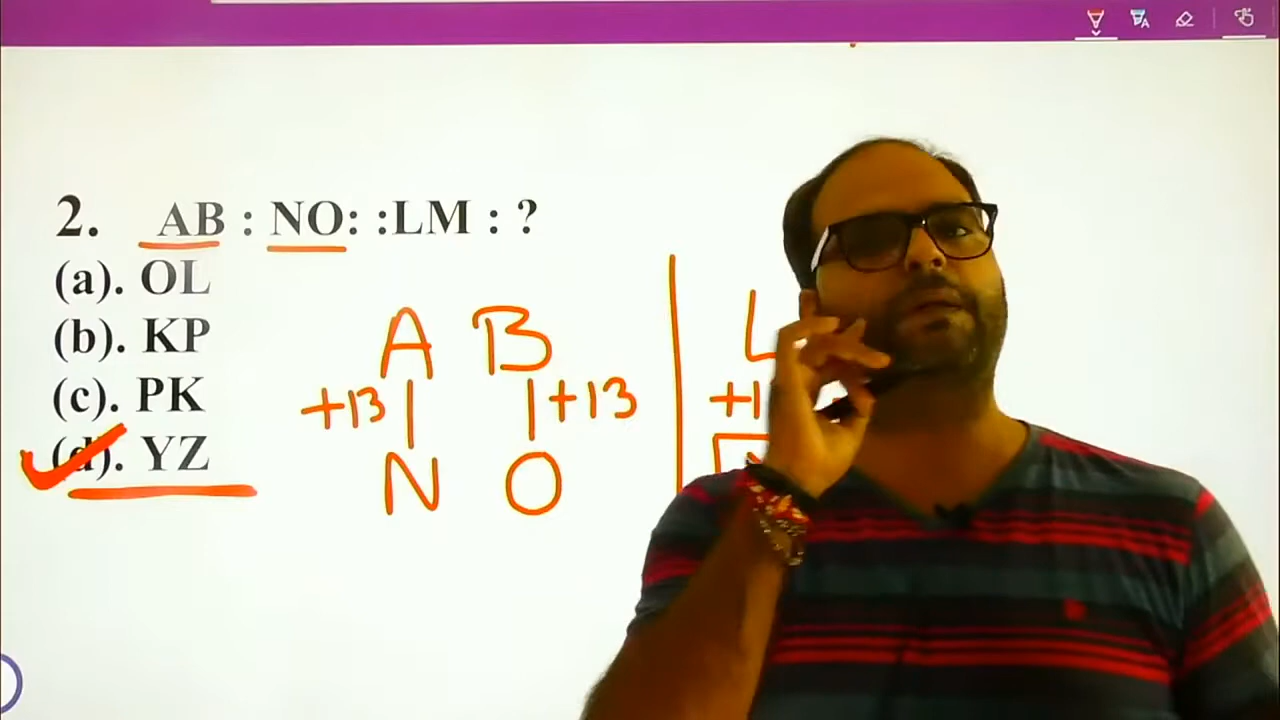 2. AB : NO: :LM : ?
(a). OL
(b). KP
(c). PK
(d). YZ
A B L
+13 +13
N O